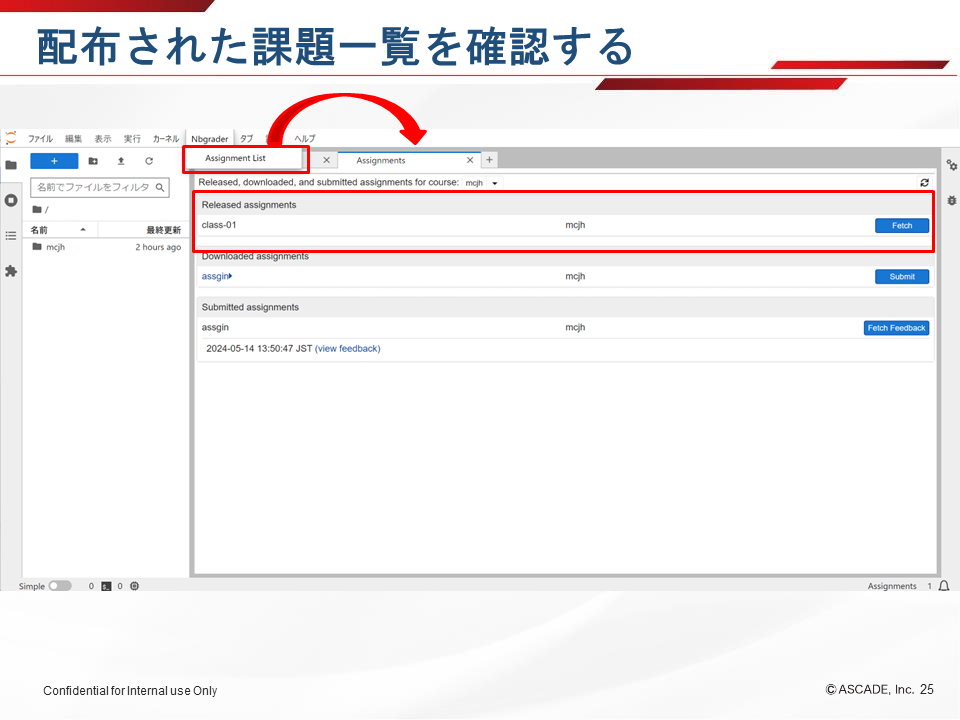 配布された課題一覧を確認する
ファイル 編集 表示 実行 カーネル Nbgrader タブ ヘルプ
Assignment List
Assignments
名前でファイルをフィルタ
Released, downloaded, and submitted assignments for course: mcjh
/
名前 最終更新
mcjh 2 hours ago
Released assignments
class-01 mcjh Fetch
Downloaded assignments
assgin mcjh Submit
Submitted assignments
assgin mcjh Fetch Feedback
2024-05-14 13:50:47 JST (view feedback)
Simple 0 0 Assignments 1
Confidential for Internal use Only
© ASCADE, Inc. 25